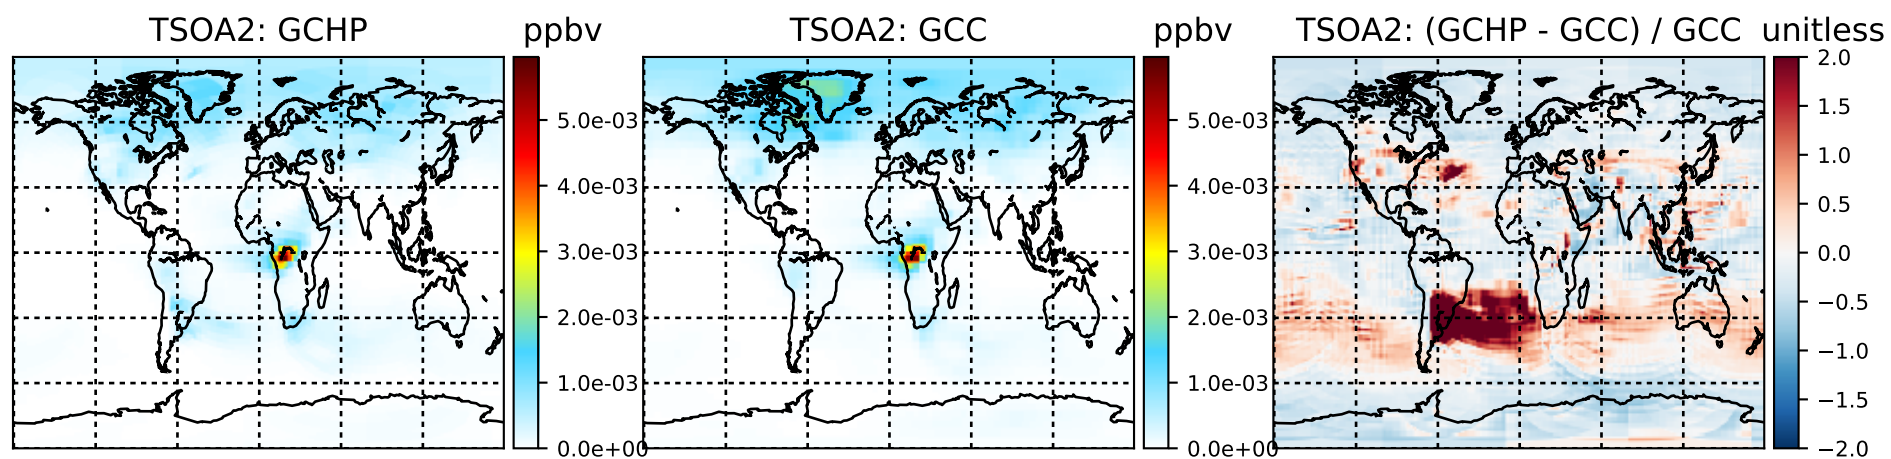 TSOA2: GCHP
ppbv
5.0e-03
4.0e-03
3.0e-03
2.0e-03
1.0e-03
0.0e+00
TSOA2: GCC
ppbv
5.0e-03
4.0e-03
3.0e-03
2.0e-03
1.0e-03
0.0e+00
TSOA2: (GCHP - GCC) / GCC
unitless
2.0
1.5
1.0
0.5
0.0
−0.5
−1.0
−1.5
−2.0